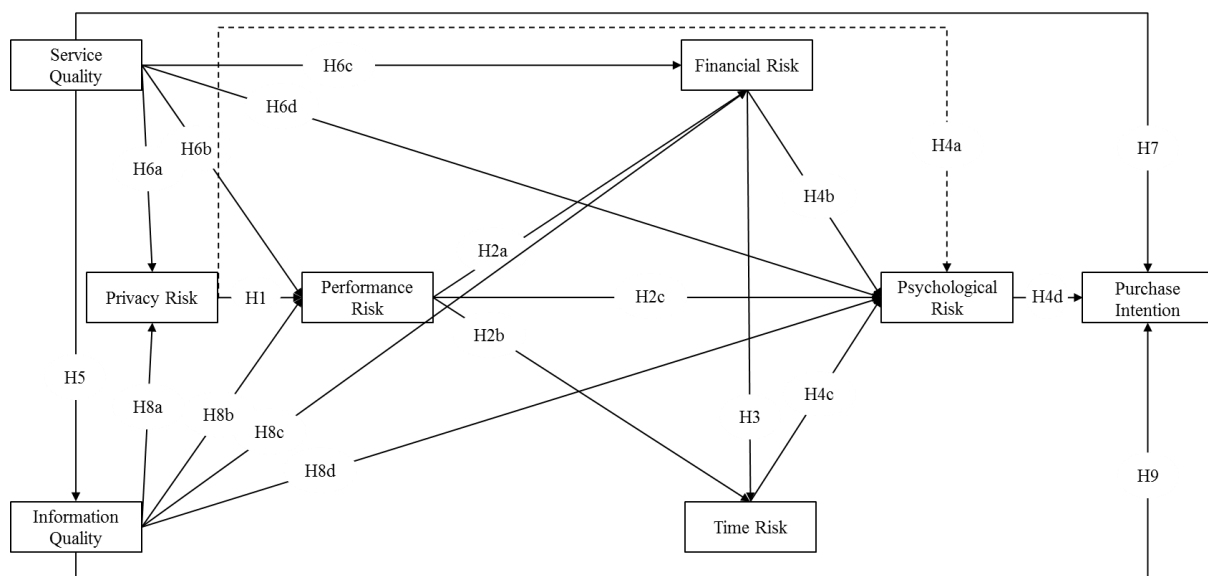 Service
Quality
H6c
Financial Risk
H6d
H6b
H4a
H7
H6a
H4b
H2a
Privacy Risk
H1
Performance
Risk
H2c
Psychological
Risk
H4d
Purchase
Intention
H2b
H5
H8a
H8b
H8c
H3
H4c
H8d
H9
Information
Quality
Time Risk